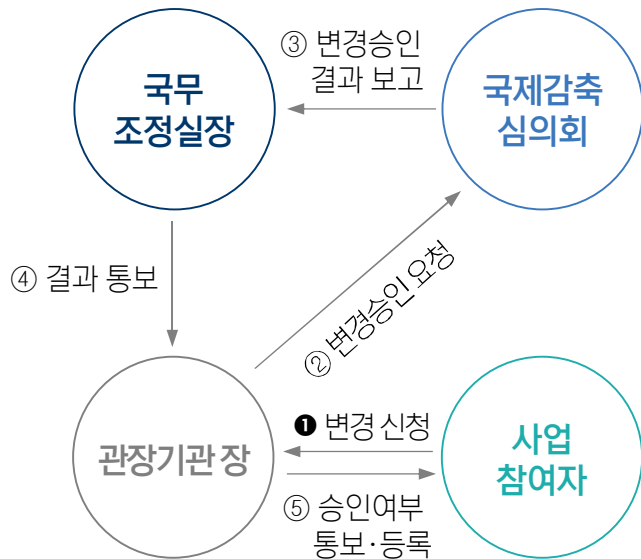 ③ 변경승인
결과 보고
국무
조정실장
국제감축
심의회
④ 결과 통보
② 변경승인 요청
❶ 변경 신청
관장기관 장
사업
참여자
⑤ 승인여부
통보·등록